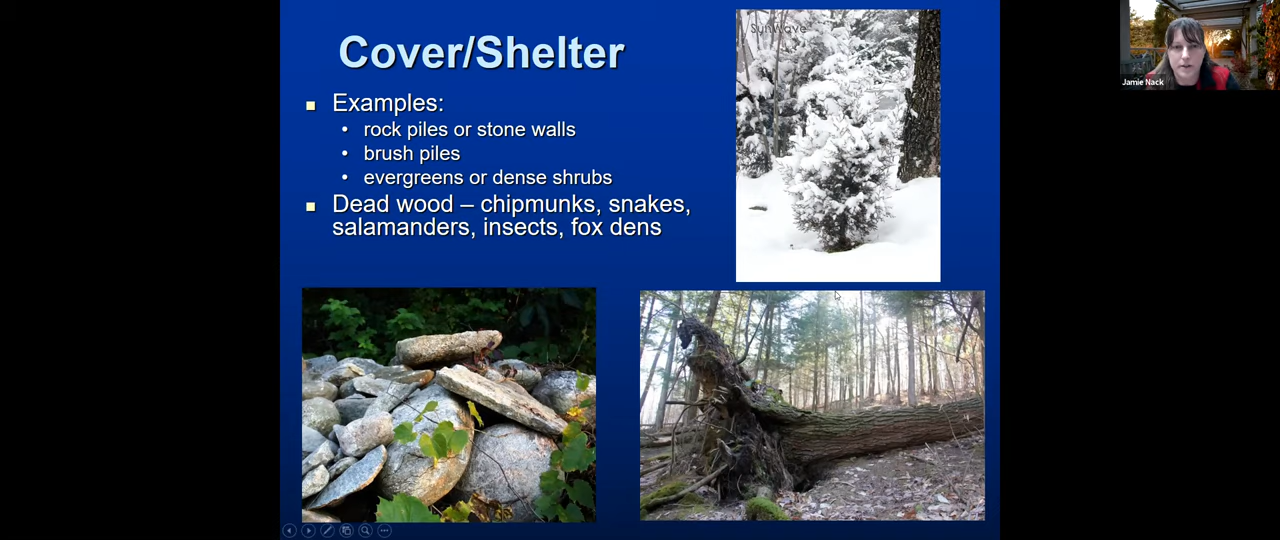 Cover/Shelter
Examples:
rock piles or stone walls
brush piles
evergreens or dense shrubs
Dead wood – chipmunks, snakes,
salamanders, insects, fox dens
SunWave
Jamie Nack